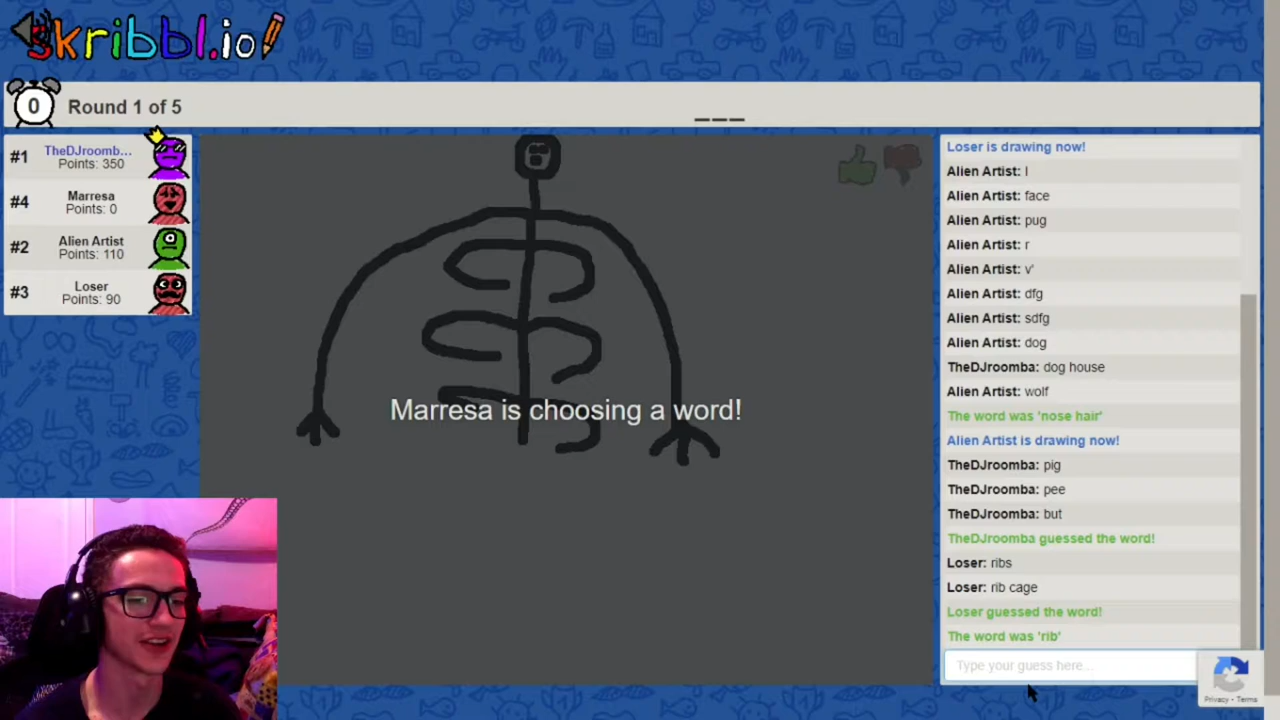 skribbl.io!
0
Round 1 of 5
___
#1
TheDJroomb...
Points: 350
#4
Marresa
Points: 0
#2
Alien Artist
Points: 110
#3
Loser
Points: 90
Marresa is choosing a word!
Loser is drawing now!
Alien Artist: l
Alien Artist: face
Alien Artist: pug
Alien Artist: r
Alien Artist: v'
Alien Artist: dfg
Alien Artist: sdfg
Alien Artist: dog
TheDJroomba: dog house
Alien Artist: wolf
The word was 'nose hair'
Alien Artist is drawing now!
TheDJroomba: pig
TheDJroomba: pee
TheDJroomba: but
TheDJroomba guessed the word!
Loser: ribs
Loser: rib cage
Loser guessed the word!
The word was 'rib'
Type your guess here...
Privacy - Terms